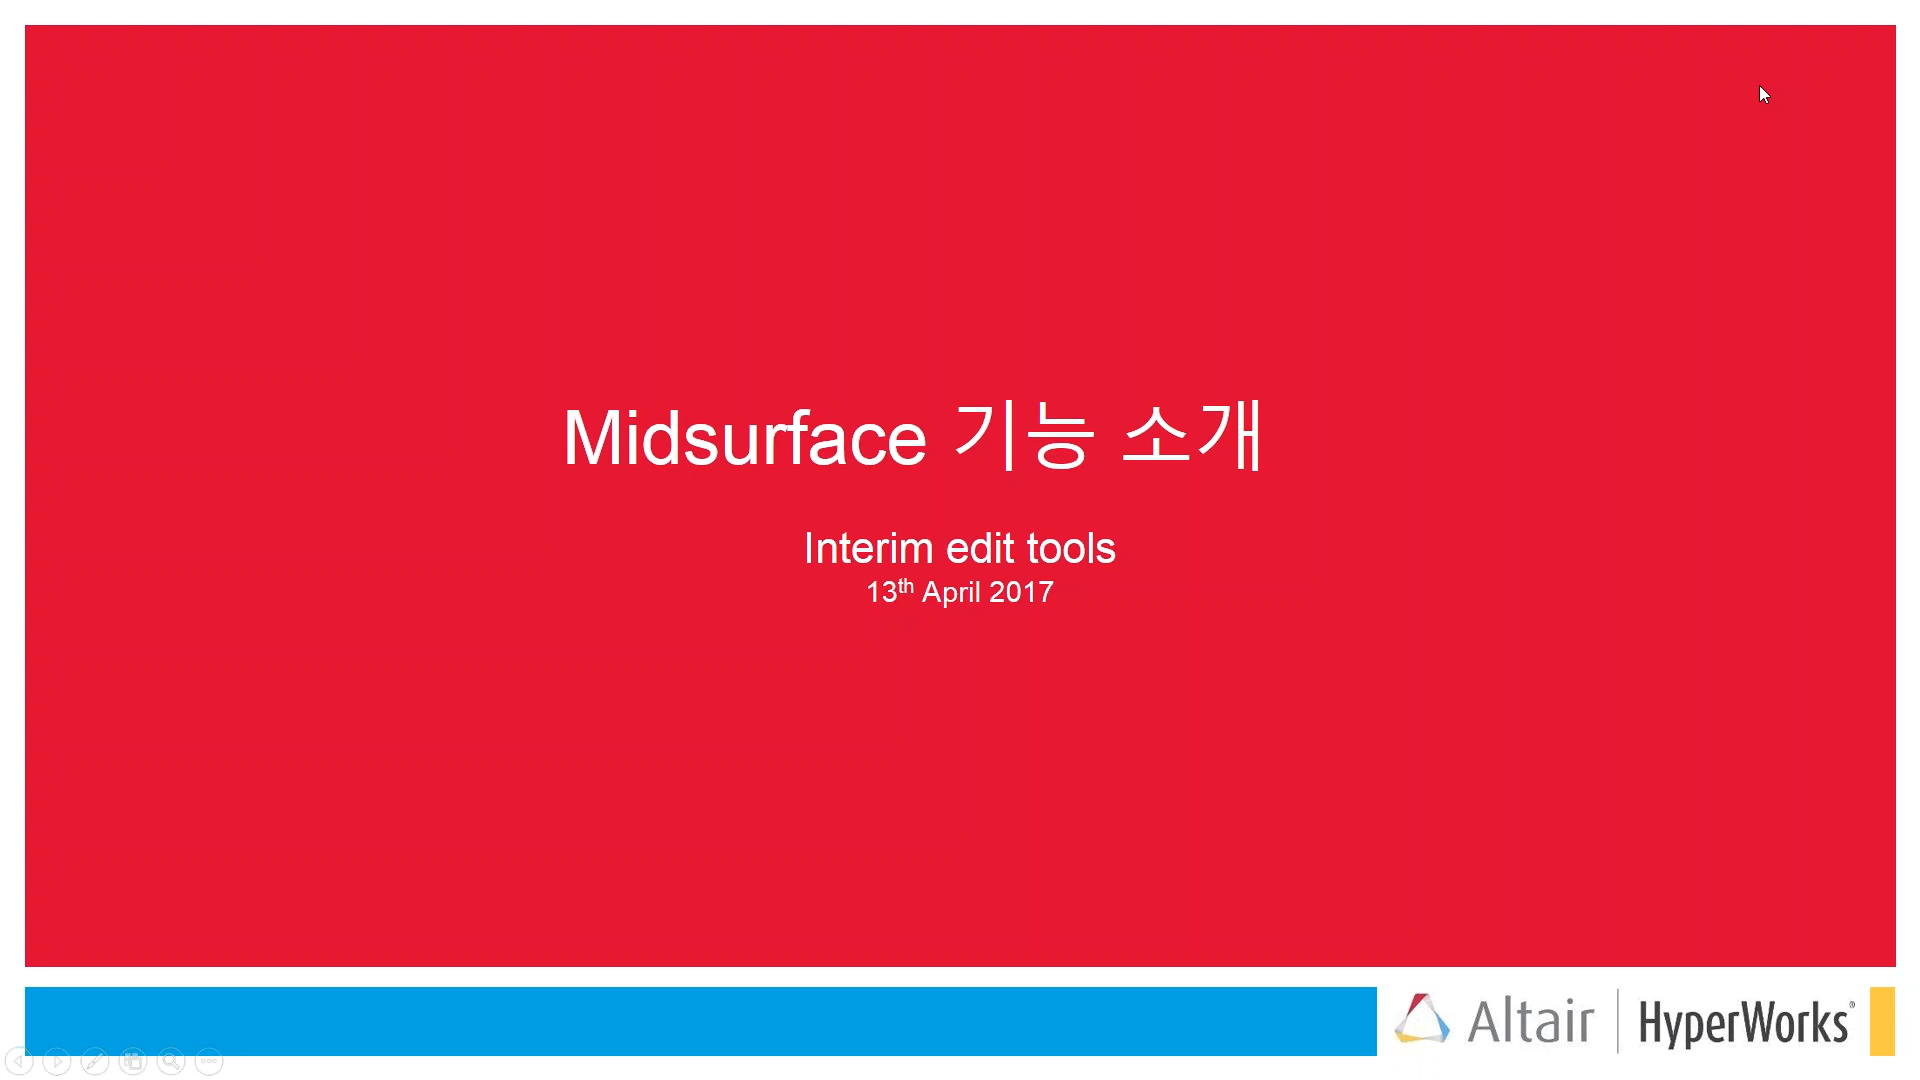 Midsurface 기능 소개
Interim edit tools
13th April 2017
Altair | HyperWorks®